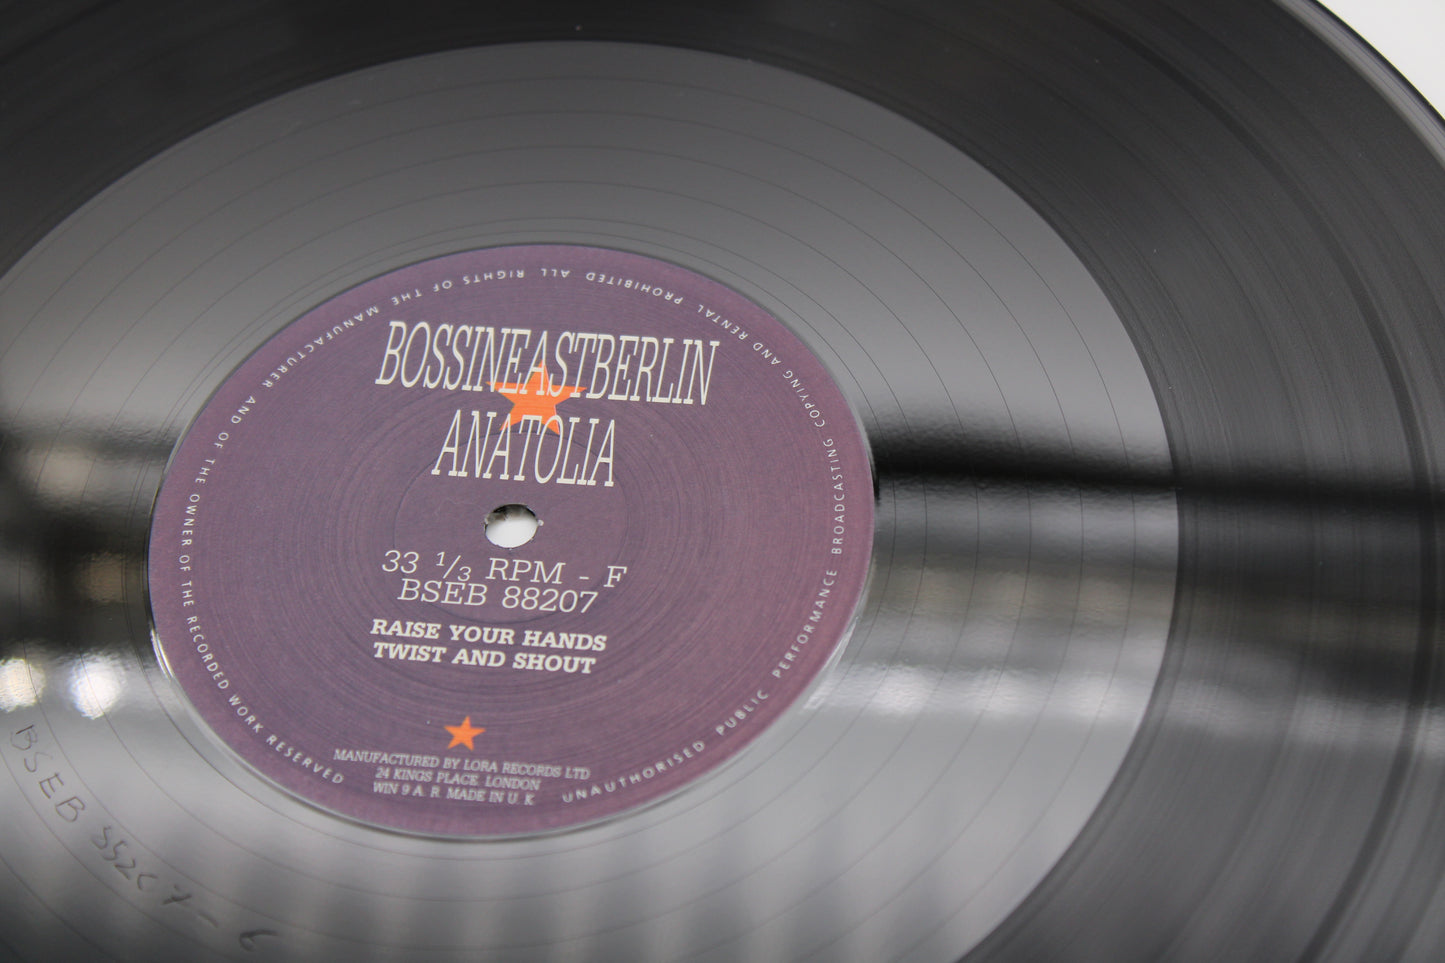 BOSSINEASTBERLIN
ANATOLIA
33 1/3 RPM - F
BSEB 88207
RAISE YOUR HANDS
TWIST AND SHOUT
MANUFACTURED BY LORA RECORDS LTD
24 KINGS PLACE. LONDON
WIN 9 A. R. MADE IN U. K
ALL RIGHTS OF THE MANUFACTURER AND OF THE OWNER OF THE RECORDED WORK RESERVED
UNAUTHORISED PUBLIC PERFORMANCE BROADCASTING COPYING AND RENTAL PROHIBITED
BSEB